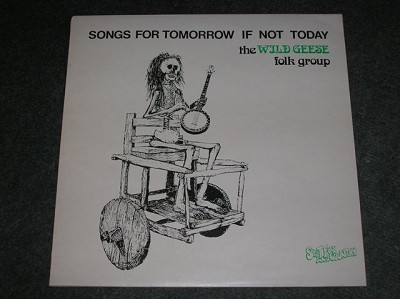 SONGS FOR TOMORROW IF NOT TODAY
the WILD GEESE
folk group